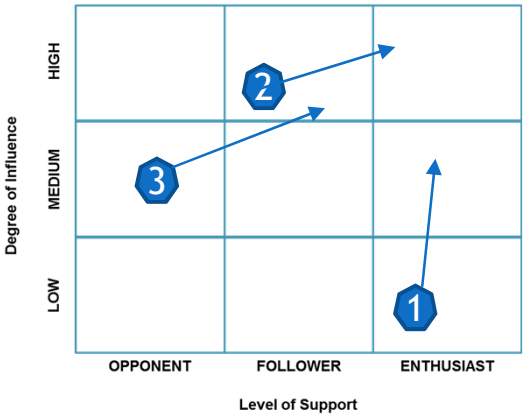 HIGH
2
Degree of Influence
MEDIUM
3
LOW
1
OPPONENT FOLLOWER ENTHUSIAST
Level of Support